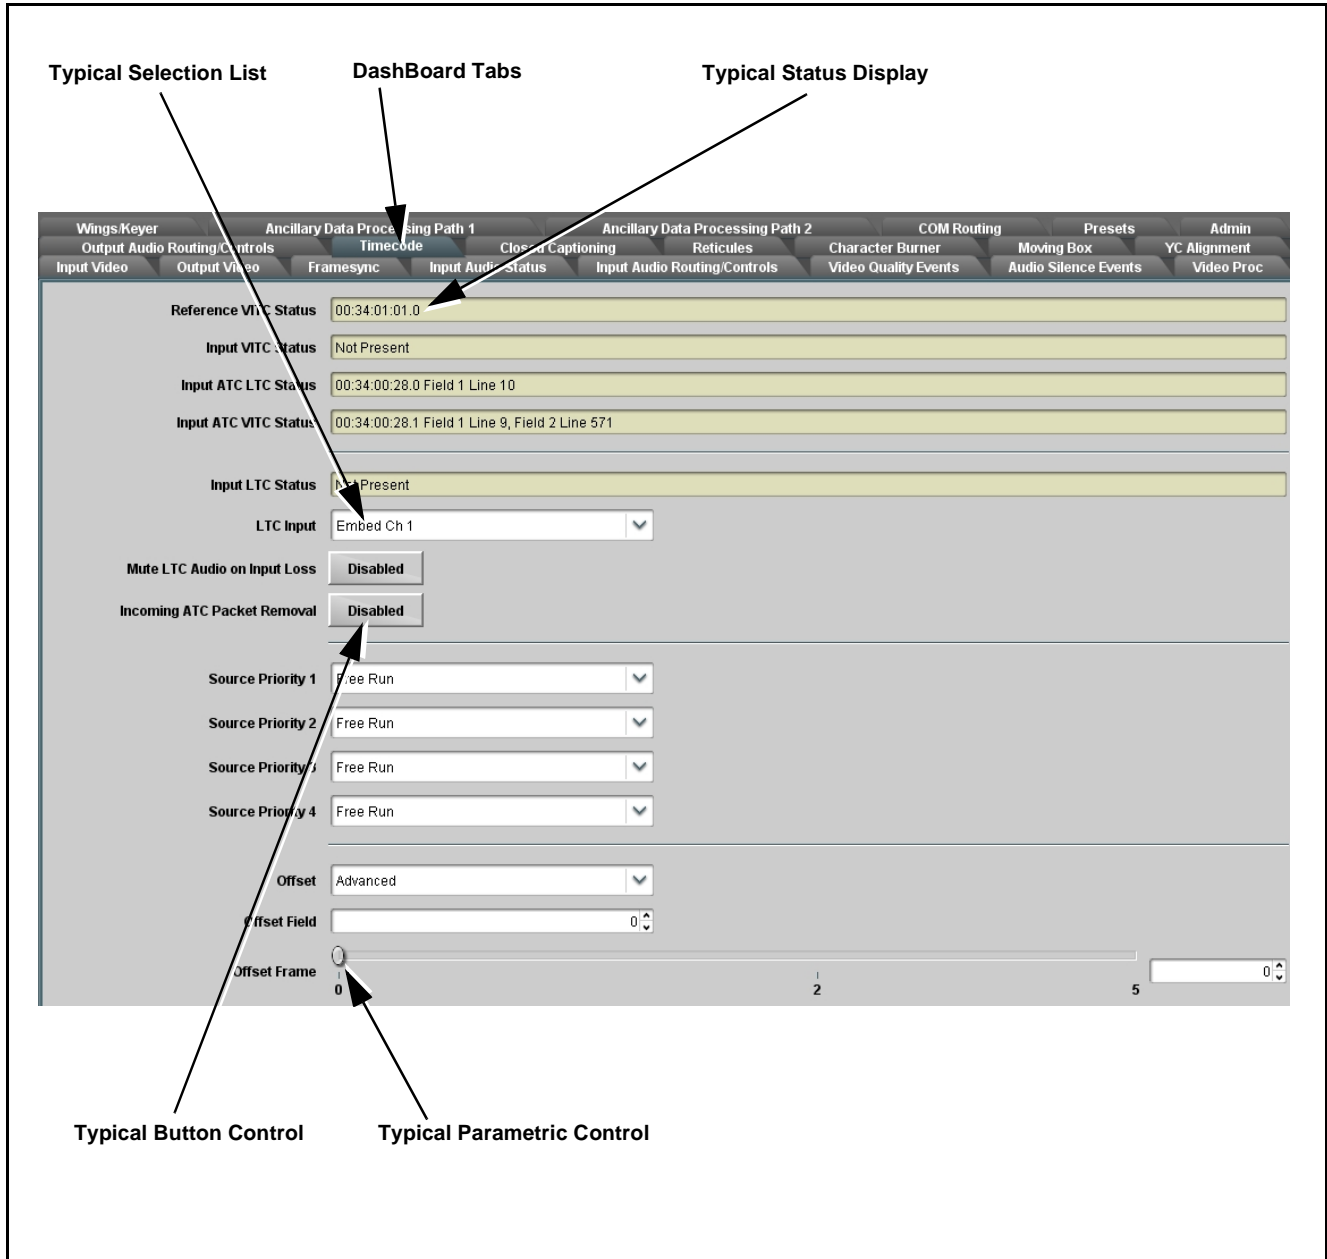 Typical Selection List
DashBoard Tabs
Typical Status Display
Wings/Keyer
Ancillary Data Processing Path 1
Ancillary Data Processing Path 2
COM Routing
Presets
Admin
Output Audio Routing/Controls
Timecode
Closed Captioning
Reticules
Character Burner
Moving Box
YC Alignment
Input Video
Output Video
Framesync
Input Audio Status
Input Audio Routing/Controls
Video Quality Events
Audio Silence Events
Video Proc
Reference VITC Status 00:34:01:01.0
Input VITC Status Not Present
Input ATC LTC Status 00:34:00:28.0 Field 1 Line 10
Input ATC VITC Status 00:34:00:28.1 Field 1 Line 9, Field 2 Line 571
Input LTC Status Not Present
LTC Input Embed Ch 1
Mute LTC Audio on Input Loss Disabled
Incoming ATC Packet Removal Disabled
Source Priority 1 Free Run
Source Priority 2 Free Run
Source Priority 3 Free Run
Source Priority 4 Free Run
Offset Advanced
Offset Field 0
Offset Frame 0
0 2 5
Typical Button Control
Typical Parametric Control